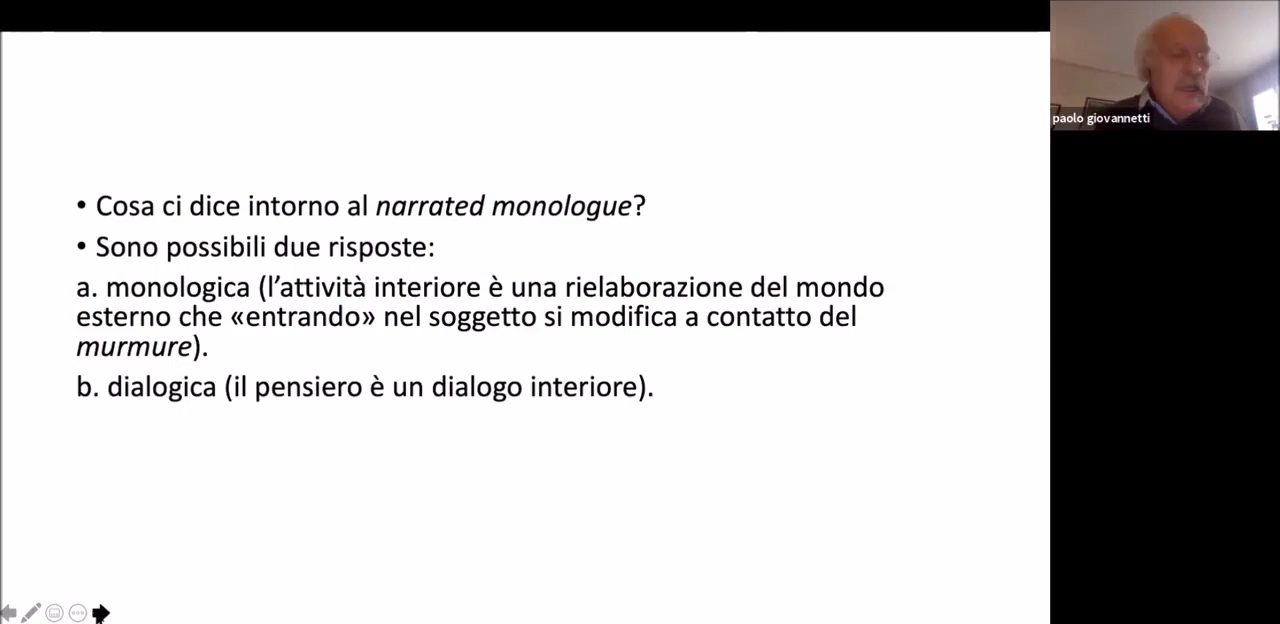 • Cosa ci dice intorno al narrated monologue?
• Sono possibili due risposte:
a. monologica (l’attività interiore è una rielaborazione del mondo
esterno che «entrando» nel soggetto si modifica a contatto del
murmure).
b. dialogica (il pensiero è un dialogo interiore).
paolo giovannetti